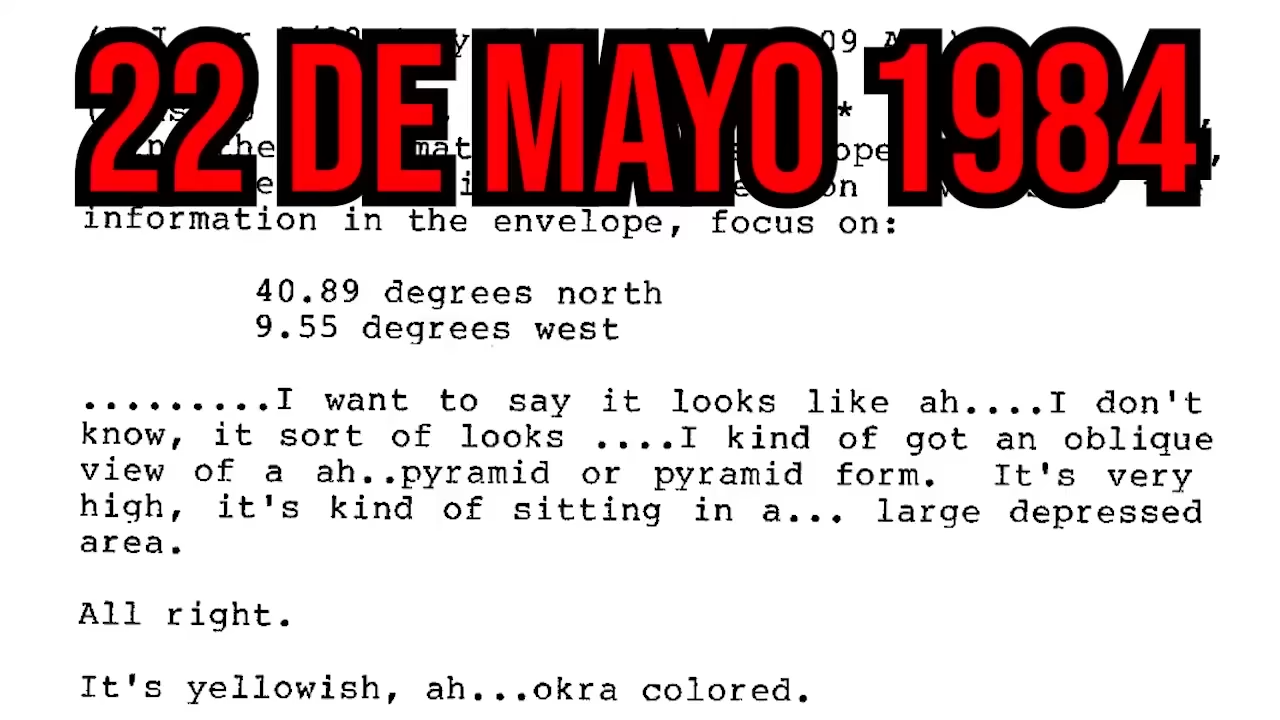 22 DE MAYO 1984
information in the envelope, focus on:
40.89 degrees north
9.55 degrees west
.........I want to say it looks like ah....I don't
know, it sort of looks ....I kind of got an oblique
view of a ah..pyramid or pyramid form. It's very
high, it's kind of sitting in a... large depressed
area.
All right.
It's yellowish, ah...okra colored.